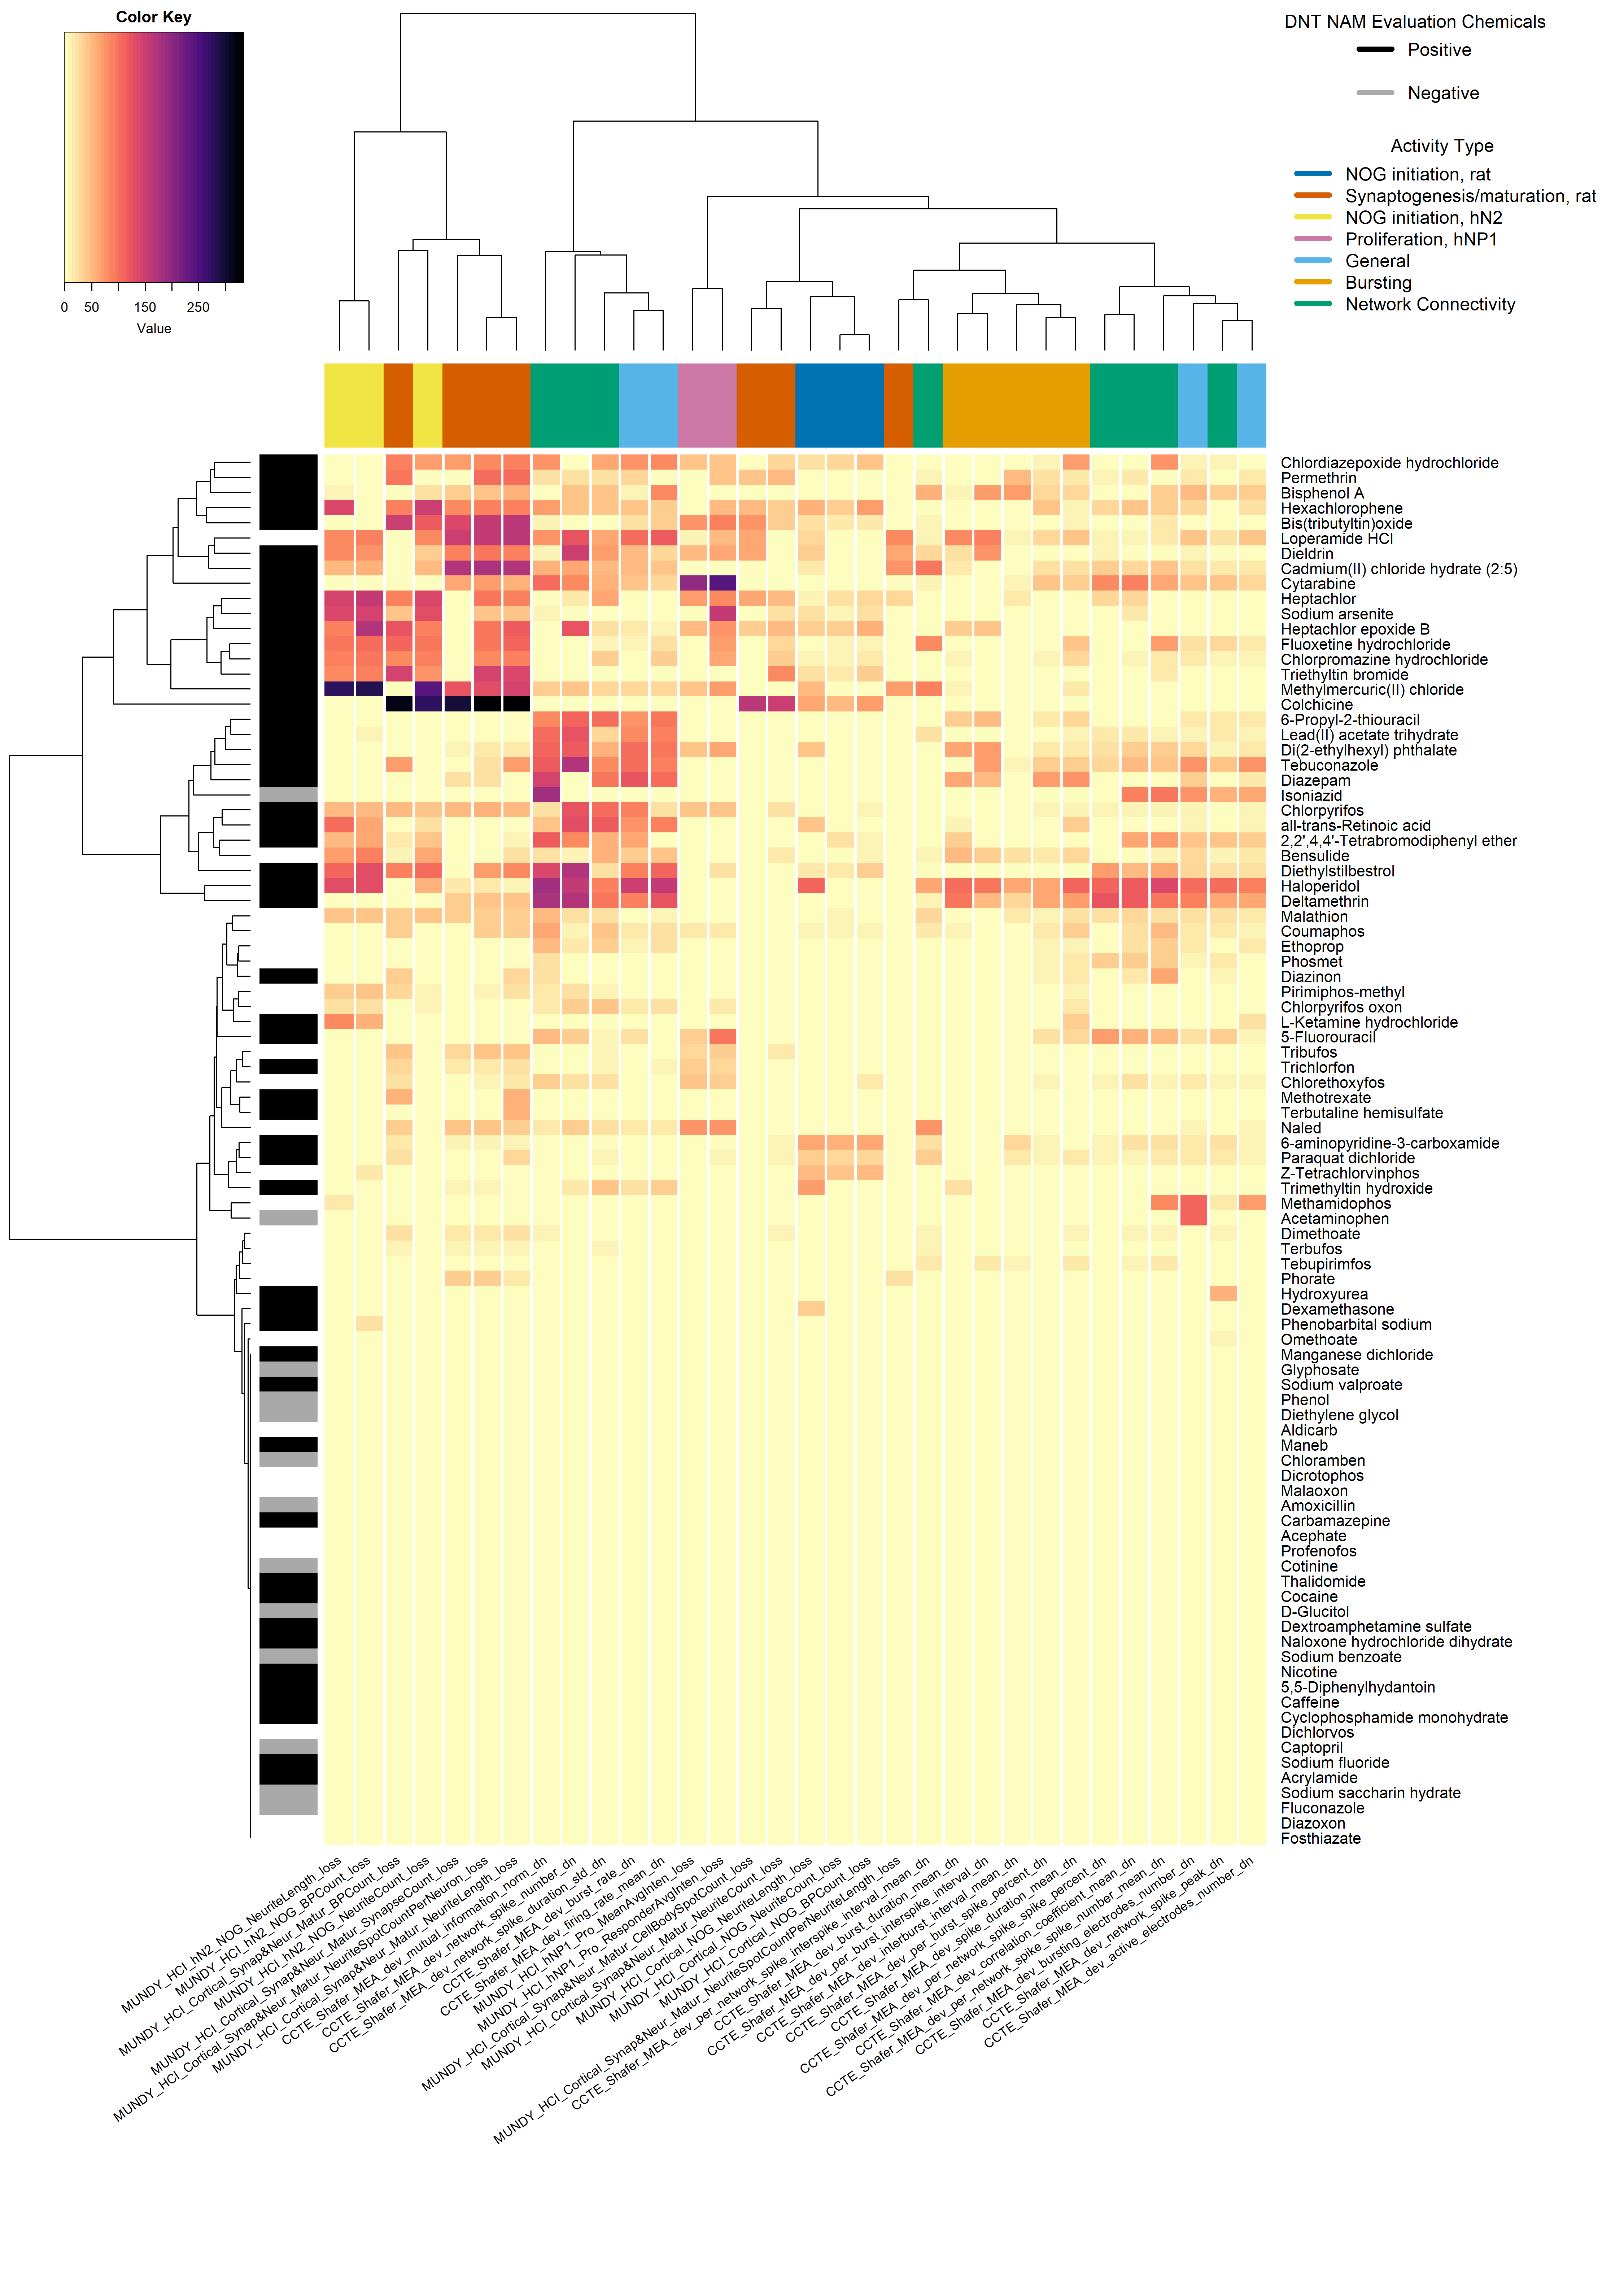 Color Key
0 50 150 250
Value
DNT NAM Evaluation Chemicals
Positive
Negative
Activity Type
NOG initiation, rat
Synaptogenesis/maturation, rat
NOG initiation, hN2
Proliferation, hNP1
General
Bursting
Network Connectivity
Chlordiazepoxide hydrochloride
Permethrin
Bisphenol A
Hexachlorophene
Bis(tributyltin)oxide
Loperamide HCl
Dieldrin
Cadmium(II) chloride hydrate (2:5)
Cytarabine
Heptachlor
Sodium arsenite
Heptachlor epoxide B
Fluoxetine hydrochloride
Chlorpromazine hydrochloride
Triethyltin bromide
Methylmercuric(II) chloride
Colchicine
6-Propyl-2-thiouracil
Lead(II) acetate trihydrate
Di(2-ethylhexyl) phthalate
Tebuconazole
Diazepam
Isoniazid
Chlorpyrifos
all-trans-Retinoic acid
2,2',4,4'-Tetrabromodiphenyl ether
Bensulide
Diethylstilbestrol
Haloperidol
Deltamethrin
Malathion
Coumaphos
Ethoprop
Phosmet
Diazinon
Pirimiphos-methyl
Chlorpyrifos oxon
L-Ketamine hydrochloride
5-Fluorouracil
Tribufos
Trichlorfon
Chlorethoxyfos
Methotrexate
Terbutaline hemisulfate
Naled
6-aminopyridine-3-carboxamide
Paraquat dichloride
Z-Tetrachlorvinphos
Trimethyltin hydroxide
Methamidophos
Acetaminophen
Dimethoate
Terbufos
Tebupirimfos
Phorate
Hydroxyurea
Dexamethasone
Phenobarbital sodium
Omethoate
Manganese dichloride
Glyphosate
Sodium valproate
Phenol
Diethylene glycol
Aldicarb
Maneb
Chloramben
Dicrotophos
Malaoxon
Amoxicillin
Carbamazepine
Acephate
Profenofos
Cotinine
Thalidomide
Cocaine
D-Glucitol
Dextroamphetamine sulfate
Naloxone hydrochloride dihydrate
Sodium benzoate
Nicotine
5,5-Diphenylhydantoin
Caffeine
Cyclophosphamide monohydrate
Dichlorvos
Captopril
Sodium fluoride
Acrylamide
Sodium saccharin hydrate
Fluconazole
Diazoxon
Fosthiazate
MUNDY_HCI_hN2_NOG_NeuriteLength_loss
MUNDY_HCI_hN2_NOG_BPCount_loss
MUNDY_HCI_Cortical_Synap&Neur_Matur_BPCount_loss
MUNDY_HCI_hN2_NOG_NeuriteCount_loss
MUNDY_HCI_Cortical_Synap&Neur_Matur_SynapseCount_loss
MUNDY_HCI_Cortical_Synap&Neur_Matur_NeuriteSpotCountPerNeuron_loss
MUNDY_HCI_Cortical_Synap&Neur_Matur_NeuriteLength_loss
CCTE_Shafer_MEA_dev_mutual_information_norm_dn
CCTE_Shafer_MEA_dev_network_spike_number_dn
CCTE_Shafer_MEA_dev_network_spike_duration_std_dn
CCTE_Shafer_MEA_dev_burst_rate_dn
CCTE_Shafer_MEA_dev_firing_rate_mean_dn
MUNDY_HCI_hNP1_Pro_MeanAvgInten_loss
MUNDY_HCI_hNP1_Pro_ResponderAvgInten_loss
MUNDY_HCI_Cortical_Synap&Neur_Matur_CellBodySpotCount_loss
MUNDY_HCI_Cortical_Synap&Neur_Matur_NeuriteCount_loss
MUNDY_HCI_Cortical_NOG_NeuriteLength_loss
MUNDY_HCI_Cortical_NOG_NeuriteCount_loss
MUNDY_HCI_Cortical_NOG_BPCount_loss
MUNDY_HCI_Cortical_Synap&Neur_Matur_NeuriteSpotCountPerNeuriteLength_loss
CCTE_Shafer_MEA_dev_per_network_spike_interspike_interval_mean_dn
CCTE_Shafer_MEA_dev_burst_duration_mean_dn
CCTE_Shafer_MEA_dev_per_burst_interspike_interval_dn
CCTE_Shafer_MEA_dev_interburst_interval_mean_dn
CCTE_Shafer_MEA_dev_per_burst_spike_percent_dn
CCTE_Shafer_MEA_dev_spike_duration_mean_dn
CCTE_Shafer_MEA_dev_per_network_spike_spike_percent_dn
CCTE_Shafer_MEA_dev_correlation_coefficient_mean_dn
CCTE_Shafer_MEA_dev_per_network_spike_spike_number_mean_dn
CCTE_Shafer_MEA_dev_bursting_electrodes_number_dn
CCTE_Shafer_MEA_dev_network_spike_peak_dn
CCTE_Shafer_MEA_dev_active_electrodes_number_dn